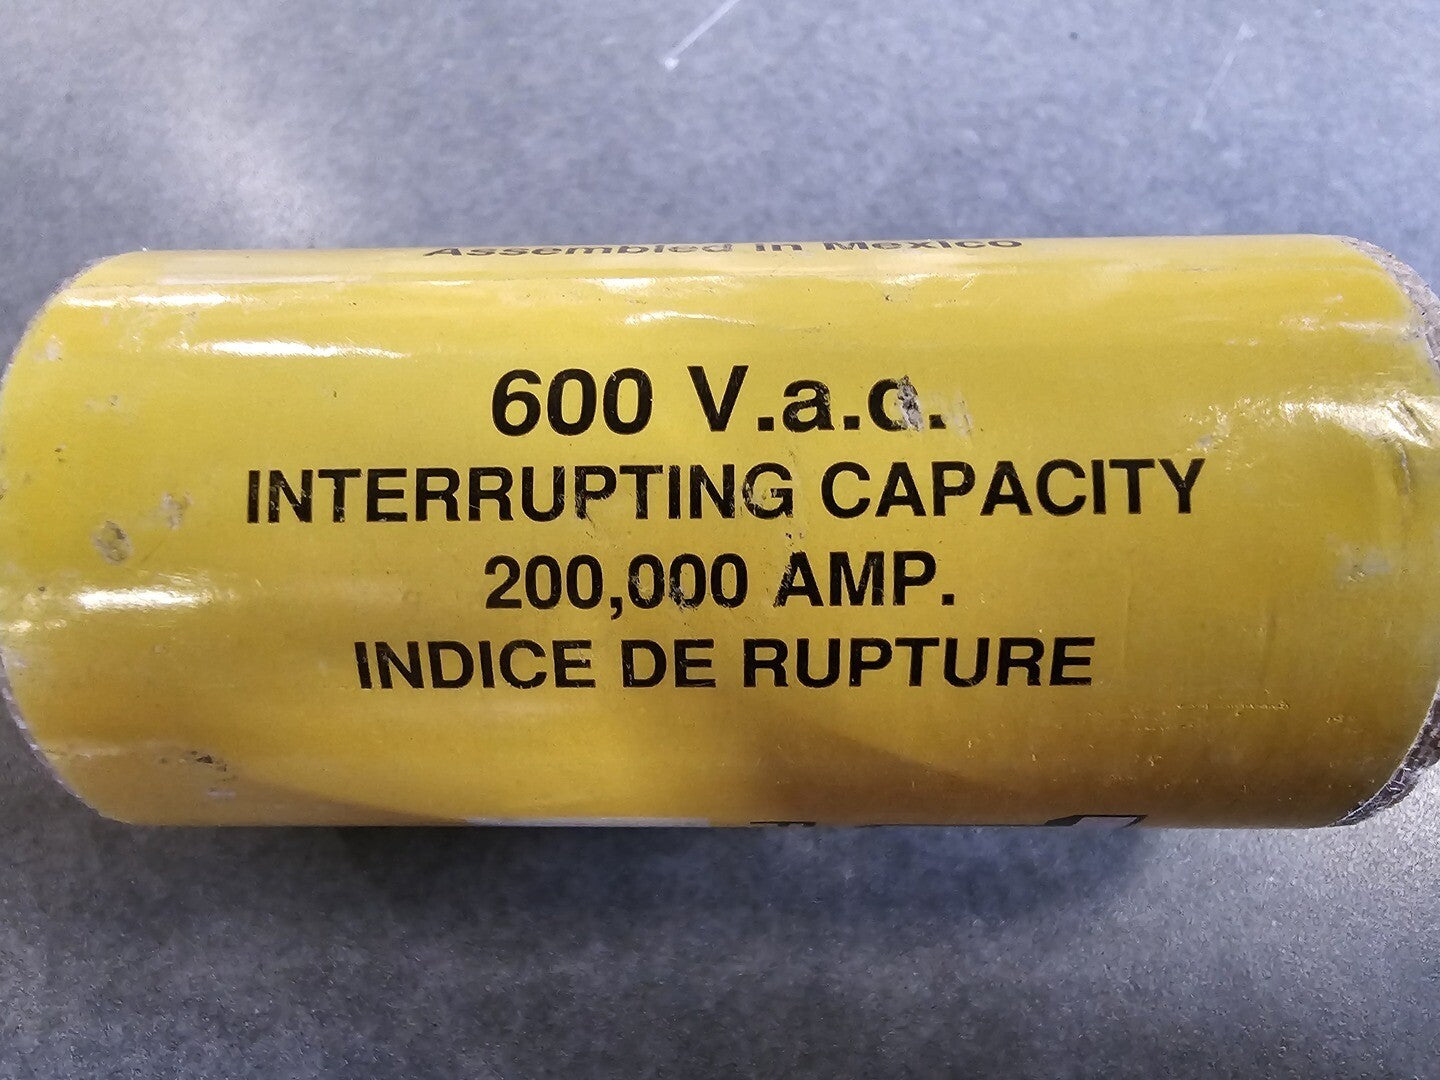 Assembled in Mexico
600 V.a.c.
INTERRUPTING CAPACITY
200,000 AMP.
INDICE DE RUPTURE